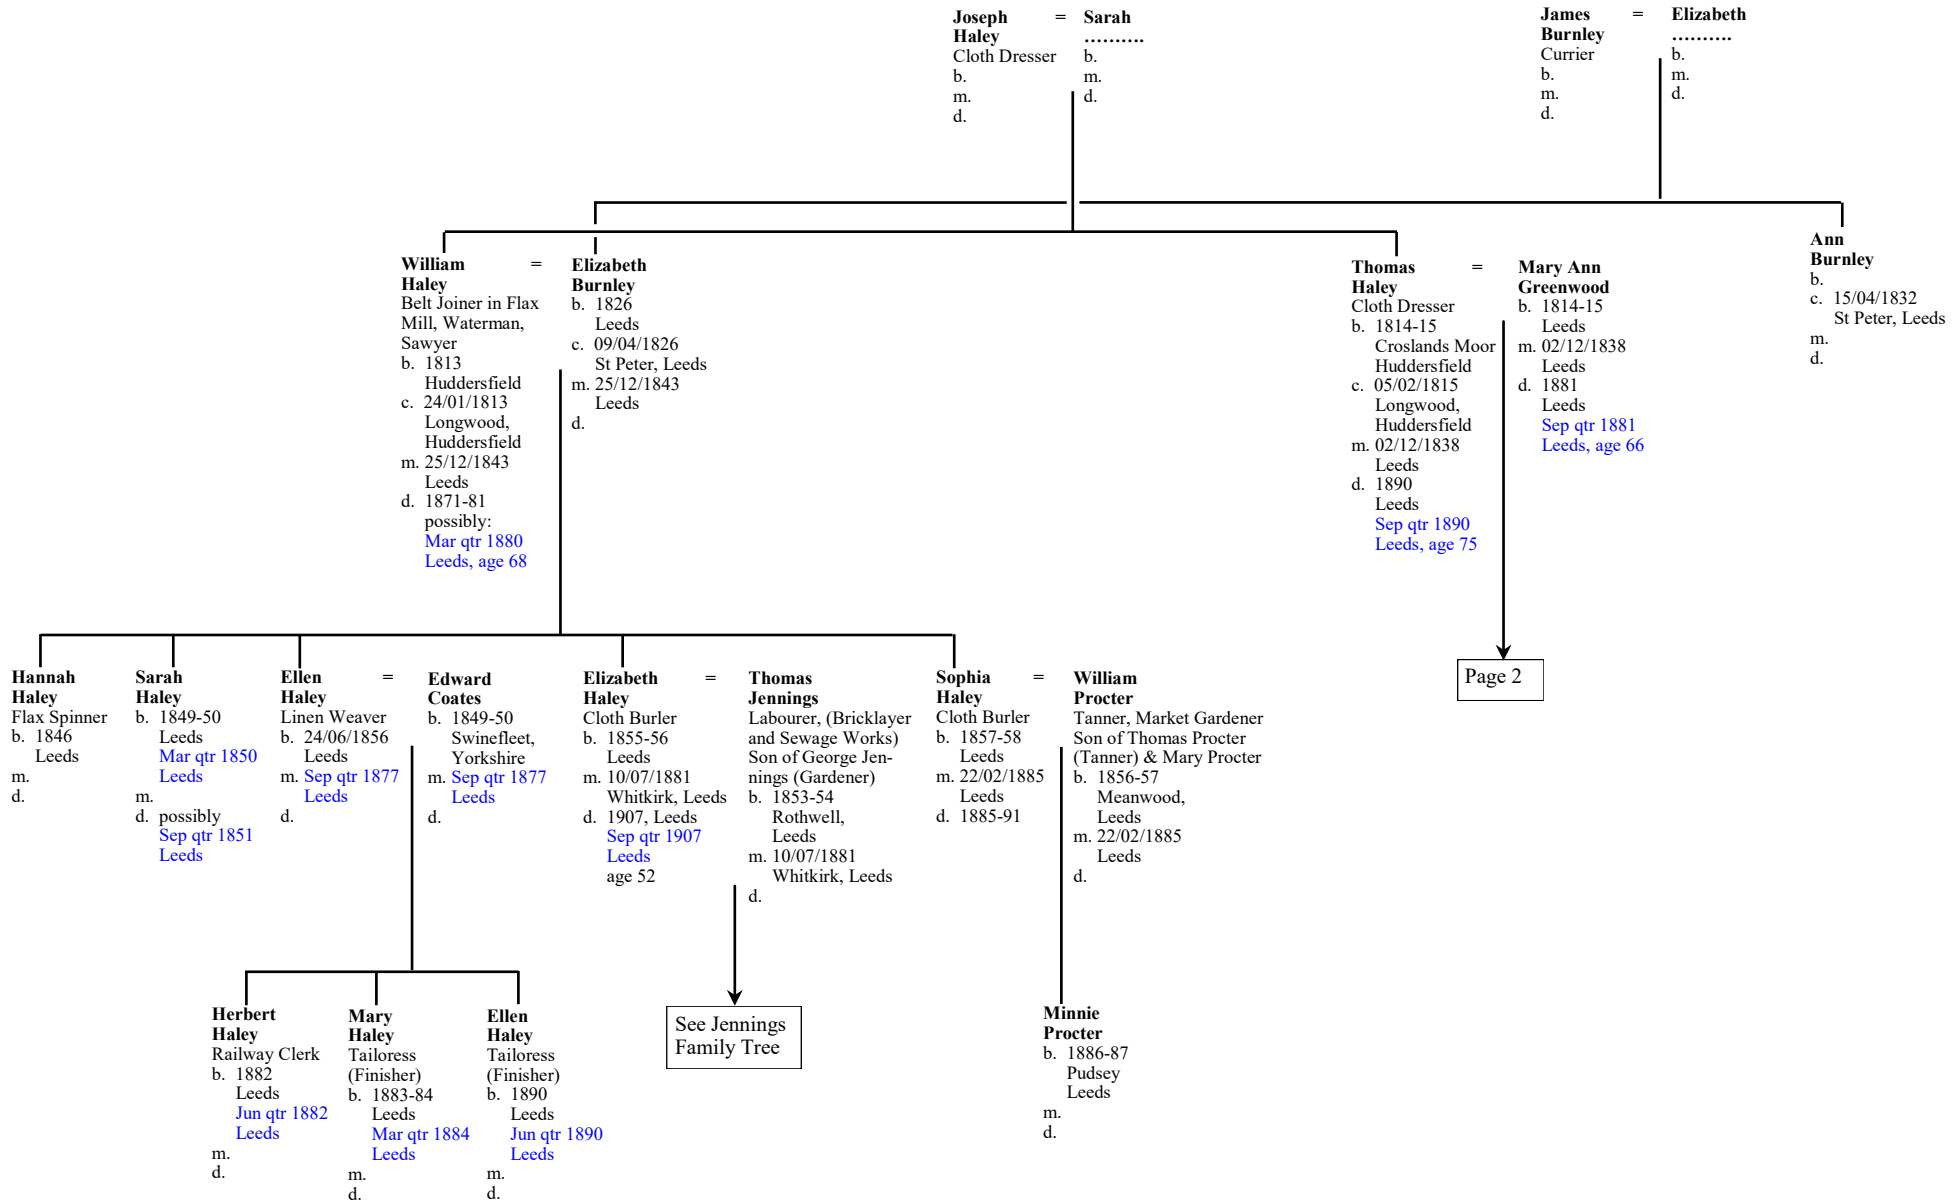 Joseph = Sarah
Haley ..........
Cloth Dresser b.
b. m.
m. d.
d.
James = Elizabeth
Burnley ..........
Currier b.
b. m.
m. d.
d.
William =
Haley
Belt Joiner in Flax
Mill, Waterman,
Sawyer
b. 1813
Huddersfield
c. 24/01/1813
Longwood,
Huddersfield
m. 25/12/1843
Leeds
d. 1871-81
possibly:
Mar qtr 1880
Leeds, age 68
Elizabeth
Burnley
b. 1826
Leeds
c. 09/04/1826
St Peter, Leeds
m. 25/12/1843
Leeds
d.
Thomas =
Haley
Cloth Dresser
b. 1814-15
Croslands Moor
Huddersfield
c. 05/02/1815
Longwood,
Huddersfield
m. 02/12/1838
Leeds
d. 1890
Leeds
Sep qtr 1890
Leeds, age 75
Mary Ann
Greenwood
b. 1814-15
Leeds
m. 02/12/1838
Leeds
d. 1881
Leeds
Sep qtr 1881
Leeds, age 66
Ann
Burnley
b.
c. 15/04/1832
St Peter, Leeds
m.
d.
Page 2
Hannah
Haley
Flax Spinner
b. 1846
Leeds
m.
d.
Sarah
Haley
b. 1849-50
Leeds
Mar qtr 1850
Leeds
m.
d. possibly
Sep qtr 1851
Leeds
Ellen =
Haley
Linen Weaver
b. 24/06/1856
Leeds
m. Sep qtr 1877
Leeds
d.
Edward
Coates
b. 1849-50
Swinefleet,
Yorkshire
m. Sep qtr 1877
Leeds
d.
Elizabeth =
Haley
Cloth Burler
b. 1855-56
Leeds
m. 10/07/1881
Whitkirk, Leeds
d. 1907, Leeds
Sep qtr 1907
Leeds
age 52
Thomas
Jennings
Labourer, (Bricklayer
and Sewage Works)
Son of George Jen-
nings (Gardener)
b. 1853-54
Rothwell,
Leeds
m. 10/07/1881
Whitkirk, Leeds
d.
Sophia =
Haley
Cloth Burler
b. 1857-58
Leeds
m. 22/02/1885
Leeds
d. 1885-91
William
Procter
Tanner, Market Gardener
Son of Thomas Procter
(Tanner) & Mary Procter
b. 1856-57
Meanwood,
Leeds
m. 22/02/1885
Leeds
d.
Herbert
Haley
Railway Clerk
b. 1882
Leeds
Jun qtr 1882
Leeds
m.
d.
Mary
Haley
Tailoress
(Finisher)
b. 1883-84
Leeds
Mar qtr 1884
Leeds
m.
d.
Ellen
Haley
Tailoress
(Finisher)
b. 1890
Leeds
Jun qtr 1890
Leeds
m.
d.
See Jennings
Family Tree
Minnie
Procter
b. 1886-87
Pudsey
Leeds
m.
d.